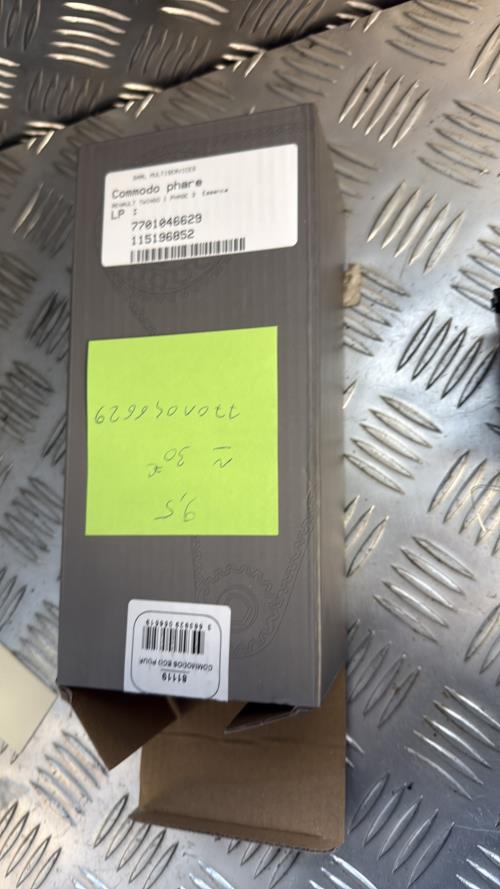 SARL MULTISERVICES
Commodo phare
RENAULT TWINGO 1 PHASE 3 Essence
LP :
7701046629
115196852
7701046629
≈ 30 €
9,5
81119
COMMODOS ECO POUR